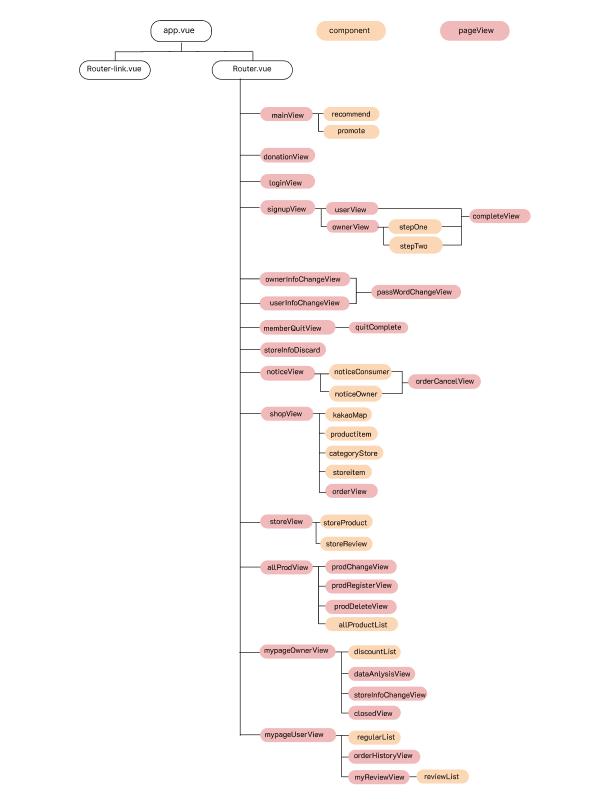 app.vue
component
pageView
Router-link.vue
Router.vue
mainView
recommend
promote
donationView
loginView
signupView
userView
completeView
ownerView
stepOne
stepTwo
ownerInfoChangeView
passWordChangeView
userInfoChangeView
memberQuitView
quitComplete
storeInfoDiscard
noticeView
noticeConsumer
orderCancelView
noticeOwner
shopView
kakaoMap
productitem
categoryStore
storeitem
orderView
storeView
storeProduct
storeReview
allProdView
prodChangeView
prodRegisterView
prodDeleteView
allProductList
mypageOwnerView
discountList
dataAnlysisView
storeInfoChangeView
closedView
mypageUserView
regularList
orderHistoryView
myReviewView
reviewList